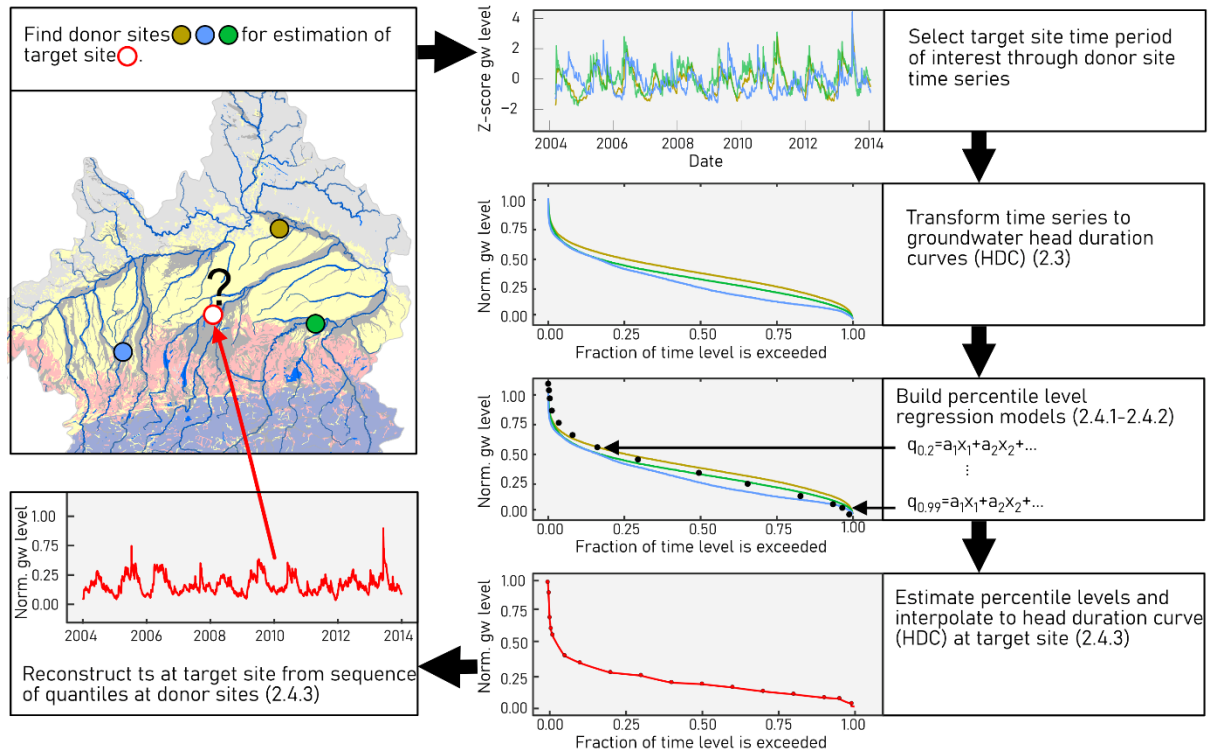 Find donor sites for estimation of
target site .
?
Z-score gw level
4
2
0
−2
2004 2006 2008 2010 2012 2014
Date
Select target site time period
of interest through donor site
time series
Norm. gw level
1.00
0.75
0.50
0.25
0.00
0.00 0.25 0.50 0.75 1.00
Fraction of time level is exceeded
Transform time series to
groundwater head duration
curves (HDC) (2.3)
Norm. gw level
1.00
0.75
0.50
0.25
0.00
0.00 0.25 0.50 0.75 1.00
Fraction of time level is exceeded
Build percentile level
regression models (2.4.1-2.4.2)
q0.2=a1x1+a2x2+...
⋮
q0.99=a1x1+a2x2+...
Norm. gw level
1.00
0.75
0.50
0.25
0.00
0.00 0.25 0.50 0.75 1.00
Fraction of time level is exceeded
Estimate percentile levels and
interpolate to head duration curve
(HDC) at target site (2.4.3)
Norm. gw level
1.00
0.75
0.25
0.00
2004 2006 2008 2010 2012 2014
Reconstruct ts at target site from sequence
of quantiles at donor sites (2.4.3)